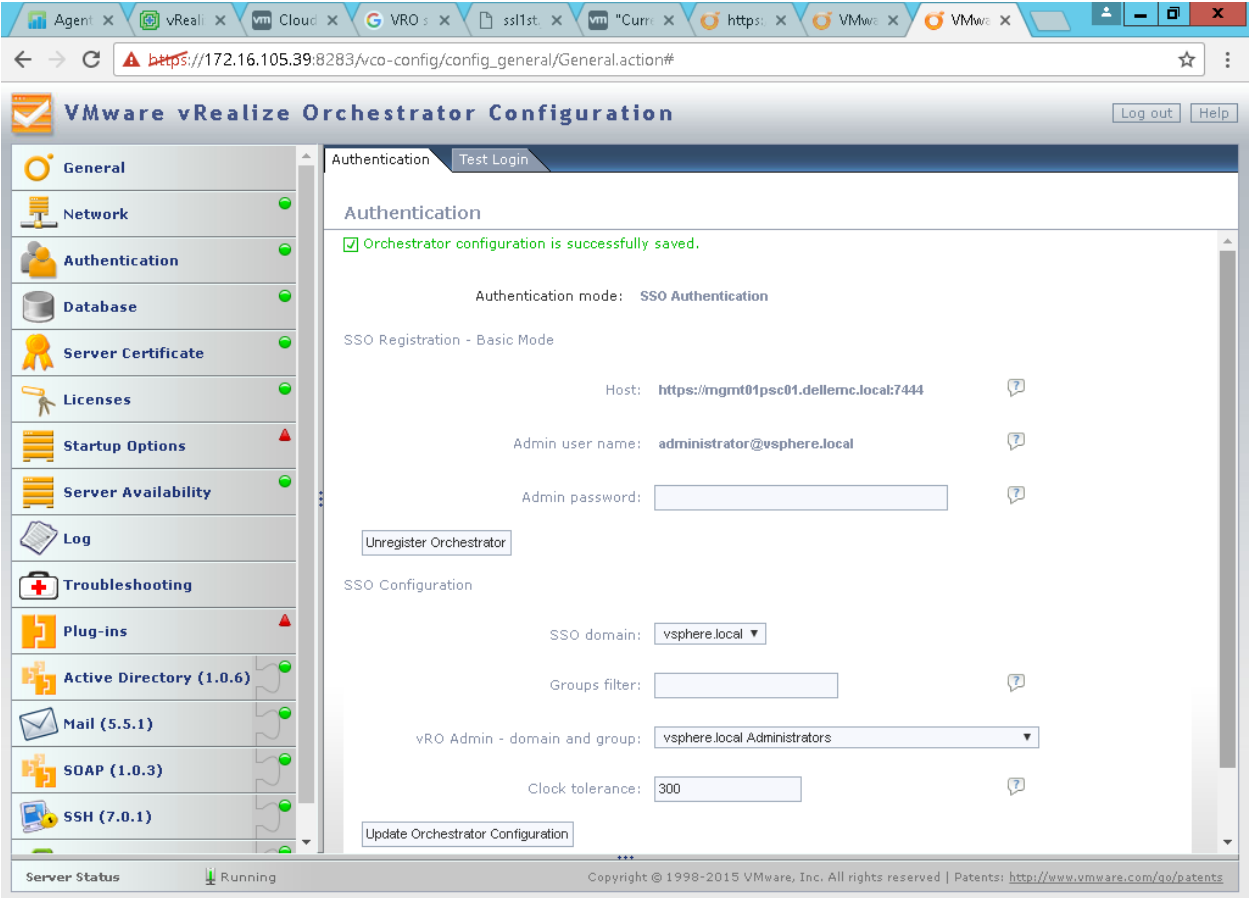 Agent
vReali
Cloud
VRO s
ssl1st.
"Curre
https:
VMwa
VMwa
https://172.16.105.39:8283/vco-config/config_general/General.action#
VMware vRealize Orchestrator Configuration
Log out
Help
General
Network
Authentication
Database
Server Certificate
Licenses
Startup Options
Server Availability
Log
Troubleshooting
Plug-ins
Active Directory (1.0.6)
Mail (5.5.1)
SOAP (1.0.3)
SSH (7.0.1)
Authentication
Test Login
Authentication
Orchestrator configuration is successfully saved.
Authentication mode: SSO Authentication
SSO Registration - Basic Mode
Host: https://mgmt01psc01.dellemc.local:7444
Admin user name: administrator@vsphere.local
Admin password:
Unregister Orchestrator
SSO Configuration
SSO domain: vsphere.local
Groups filter:
vRO Admin - domain and group: vsphere.local Administrators
Clock tolerance: 300
Update Orchestrator Configuration
Server Status Running
Copyright © 1998-2015 VMware, Inc. All rights reserved | Patents: http://www.vmware.com/go/patents